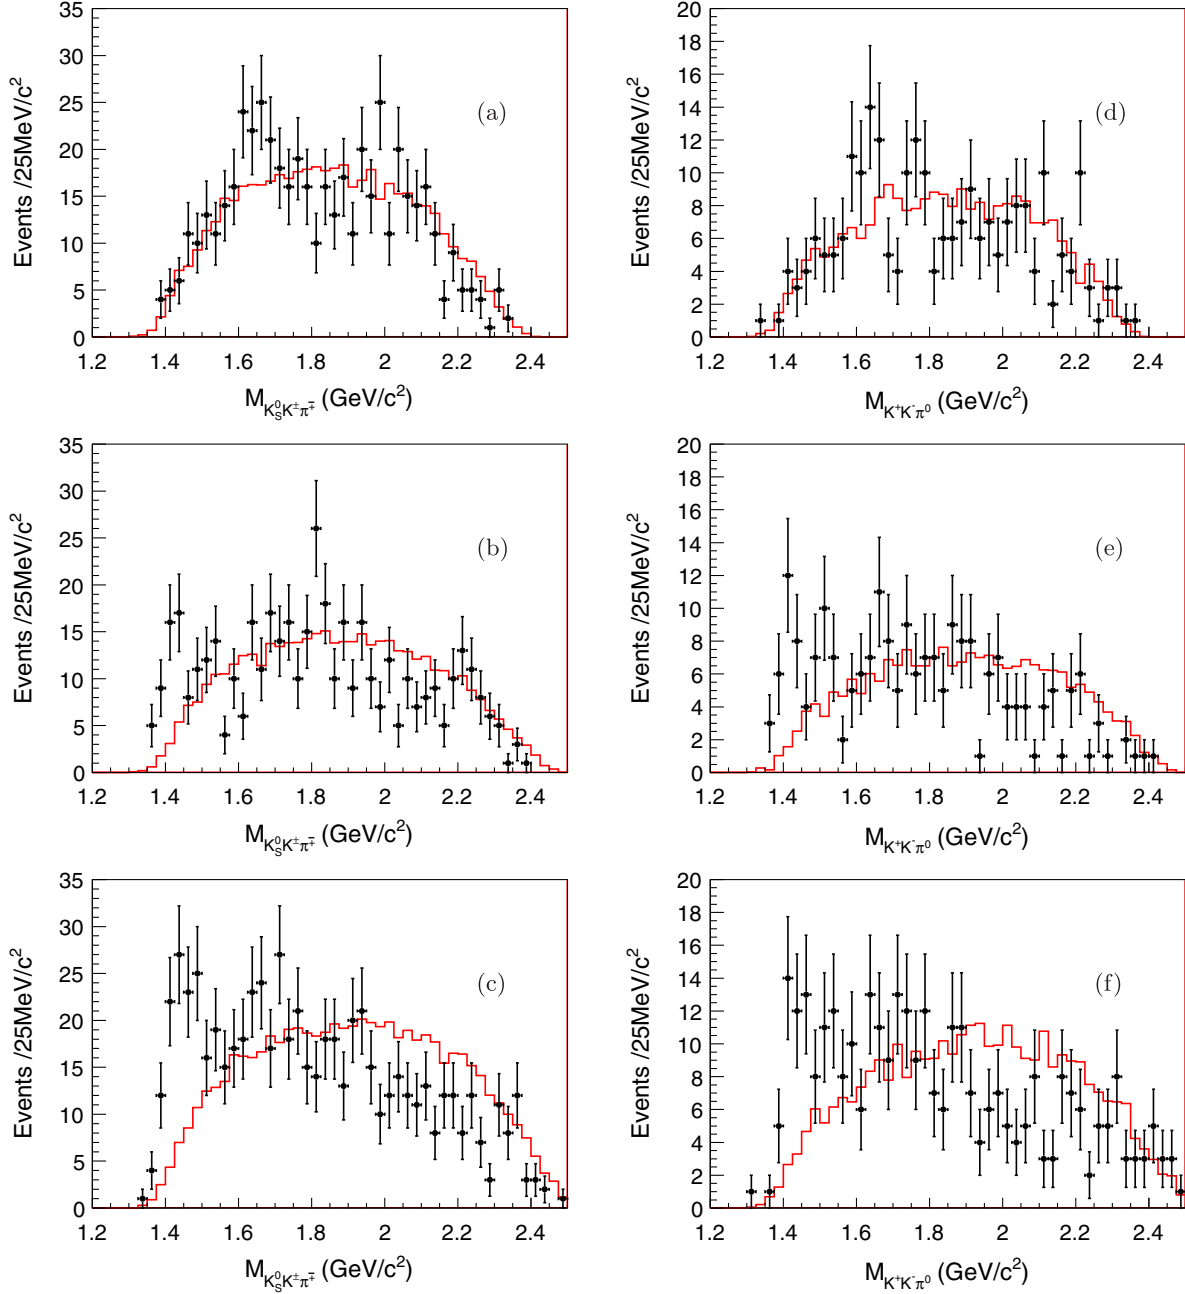 35
30
25
20
15
10
5
0
1.2 1.4 1.6 1.8 2 2.2 2.4
Events /25MeV/c²
(a)
M_{K_S^0 K^± π^∓} (GeV/c²)
20
18
16
14
12
10
8
6
4
2
0
1.2 1.4 1.6 1.8 2 2.2 2.4
Events /25MeV/c²
(d)
M_{K^+ K^- π^0} (GeV/c²)
35
30
25
20
15
10
5
0
1.2 1.4 1.6 1.8 2 2.2 2.4
Events /25MeV/c²
(b)
M_{K_S^0 K^± π^∓} (GeV/c²)
20
18
16
14
12
10
8
6
4
2
0
1.2 1.4 1.6 1.8 2 2.2 2.4
Events /25MeV/c²
(e)
M_{K^+ K^- π^0} (GeV/c²)
35
30
25
20
15
10
5
0
1.2 1.4 1.6 1.8 2 2.2 2.4
Events /25MeV/c²
(c)
M_{K_S^0 K^± π^∓} (GeV/c²)
20
18
16
14
12
10
8
6
4
2
0
1.2 1.4 1.6 1.8 2 2.2 2.4
Events /25MeV/c²
(f)
M_{K^+ K^- π^0} (GeV/c²)